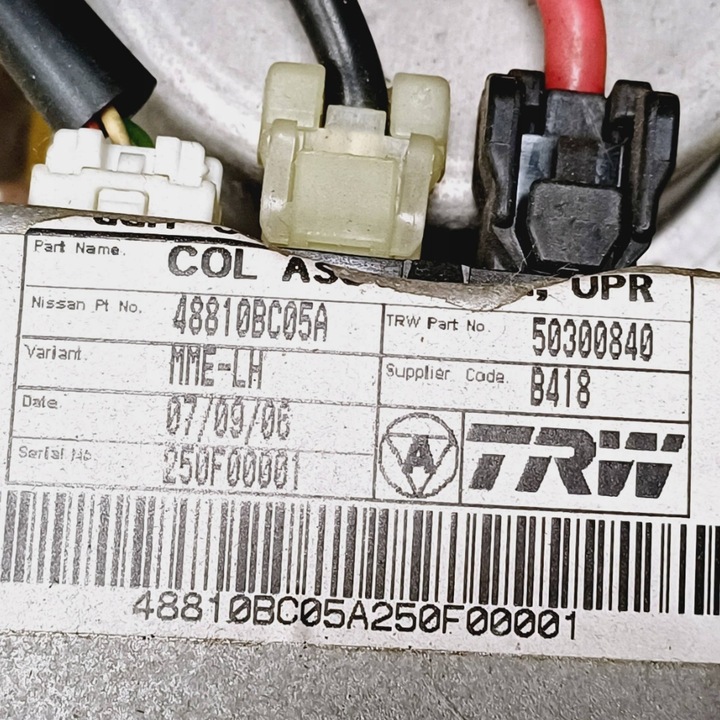 Part Name.
COL AS , UPR
Nissan Pt No. 48810BC05A
TRW Part No. 50300840
Variant. MME-LH
Supplier Code. B418
Date. 07/09/06
Serial No. 250F00001
A TRW
48810BC05A250F00001